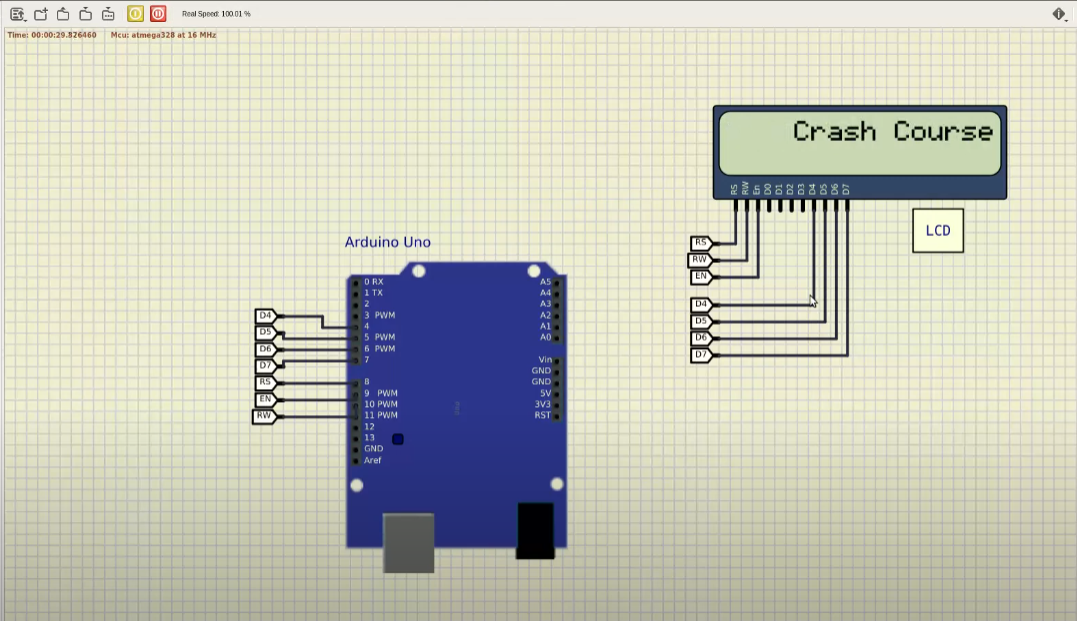 Real Speed: 100.01 %
Time: 00:00:29.826460 Mcu: atmega328 at 16 MHz
Crash Course
RS RW En D0 D1 D2 D3 D4 D5 D6 D7
LCD
RS
RW
EN
D4
D5
D6
D7
Arduino Uno
D4
D5
D6
D7
RS
EN
RW
0 RX
1 TX
2
3 PWM
4
5 PWM
6 PWM
7
8
9 PWM
10 PWM
11 PWM
12
13
GND
Aref
A5
A4
A3
A2
A1
A0
Vin
GND
GND
5V
3V3
RST